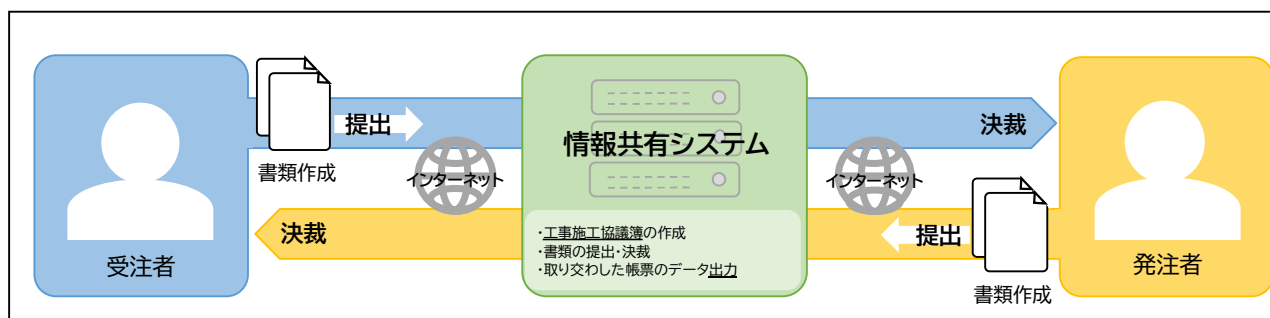 提出
書類作成
インターネット
受注者
決裁
情報共有システム
・工事施工協議簿の作成
・書類の提出・決裁
・取り交わした帳票のデータ出力
決裁
インターネット
提出
書類作成
発注者